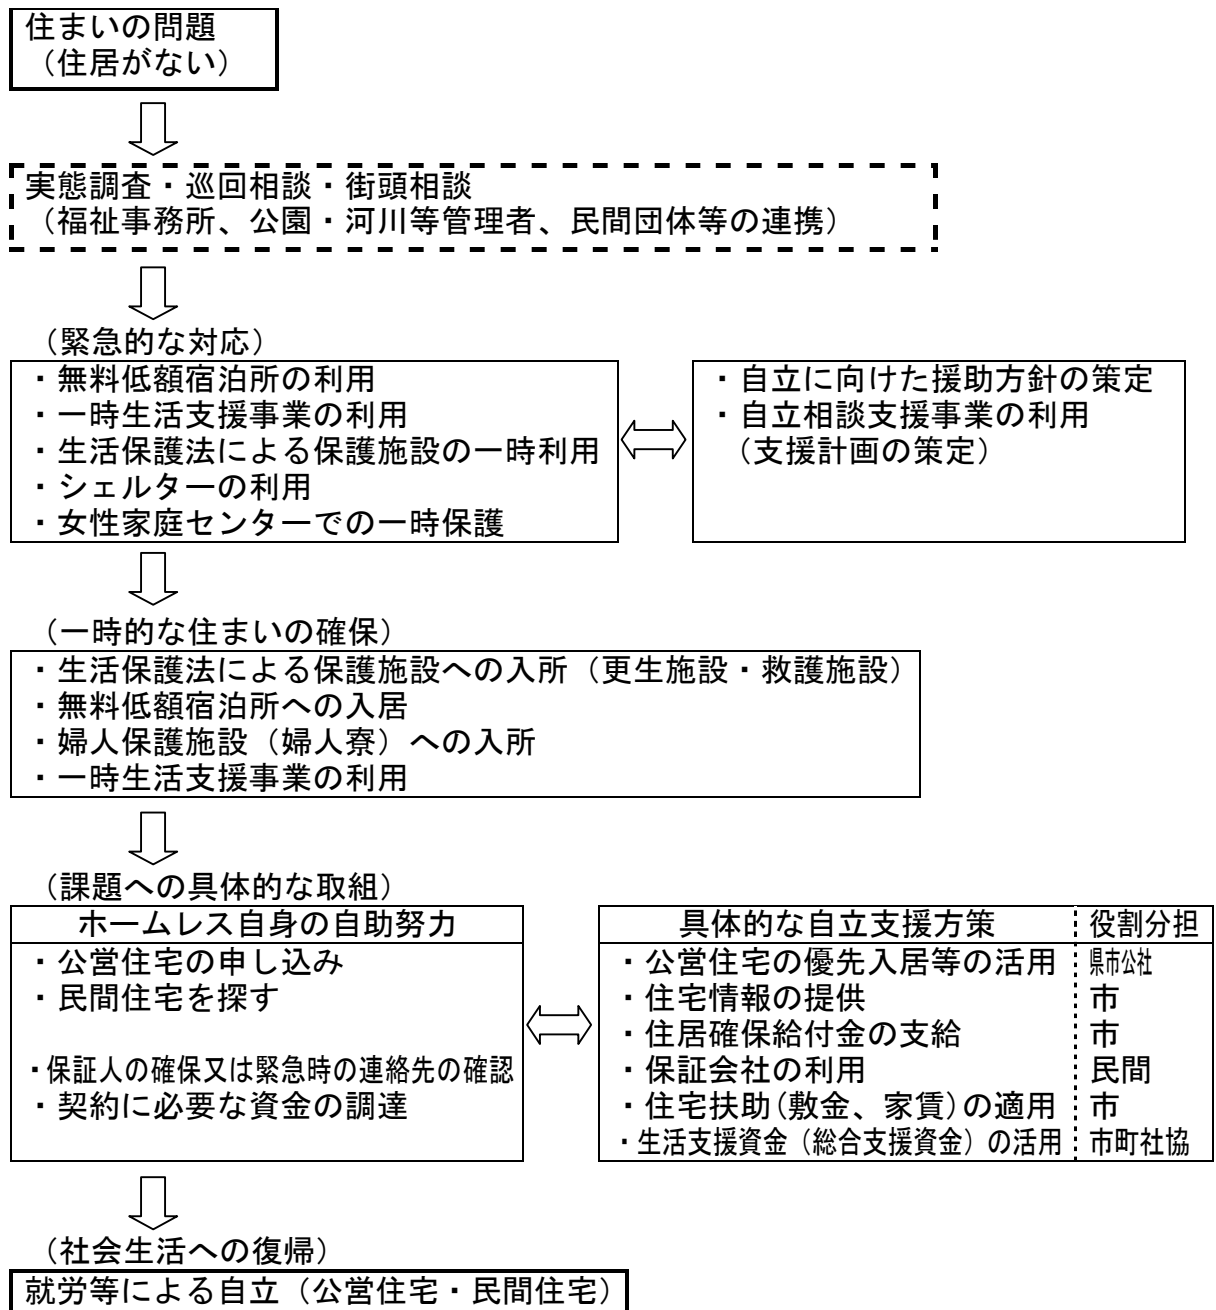 住まいの問題
（住居がない）
実態調査・巡回相談・街頭相談
（福祉事務所、公園・河川等管理者、民間団体等の連携）
（緊急的な対応）
・無料低額宿泊所の利用
・一時生活支援事業の利用
・生活保護法による保護施設の一時利用
・シェルターの利用
・女性家庭センターでの一時保護
・自立に向けた援助方針の策定
・自立相談支援事業の利用
（支援計画の策定）
（一時的な住まいの確保）
・生活保護法による保護施設への入所（更生施設・救護施設）
・無料低額宿泊所への入居
・婦人保護施設（婦人寮）への入所
・一時生活支援事業の利用
（課題への具体的な取組）
ホームレス自身の自助努力
・公営住宅の申し込み
・民間住宅を探す
・保証人の確保又は緊急時の連絡先の確認
・契約に必要な資金の調達
具体的な自立支援方策 役割分担
・公営住宅の優先入居等の活用 県市公社
・住宅情報の提供 市
・住居確保給付金の支給 市
・保証会社の利用 民間
・住宅扶助(敷金、家賃)の適用 市
・生活支援資金（総合支援資金）の活用 市町社協
（社会生活への復帰）
就労等による自立（公営住宅・民間住宅）